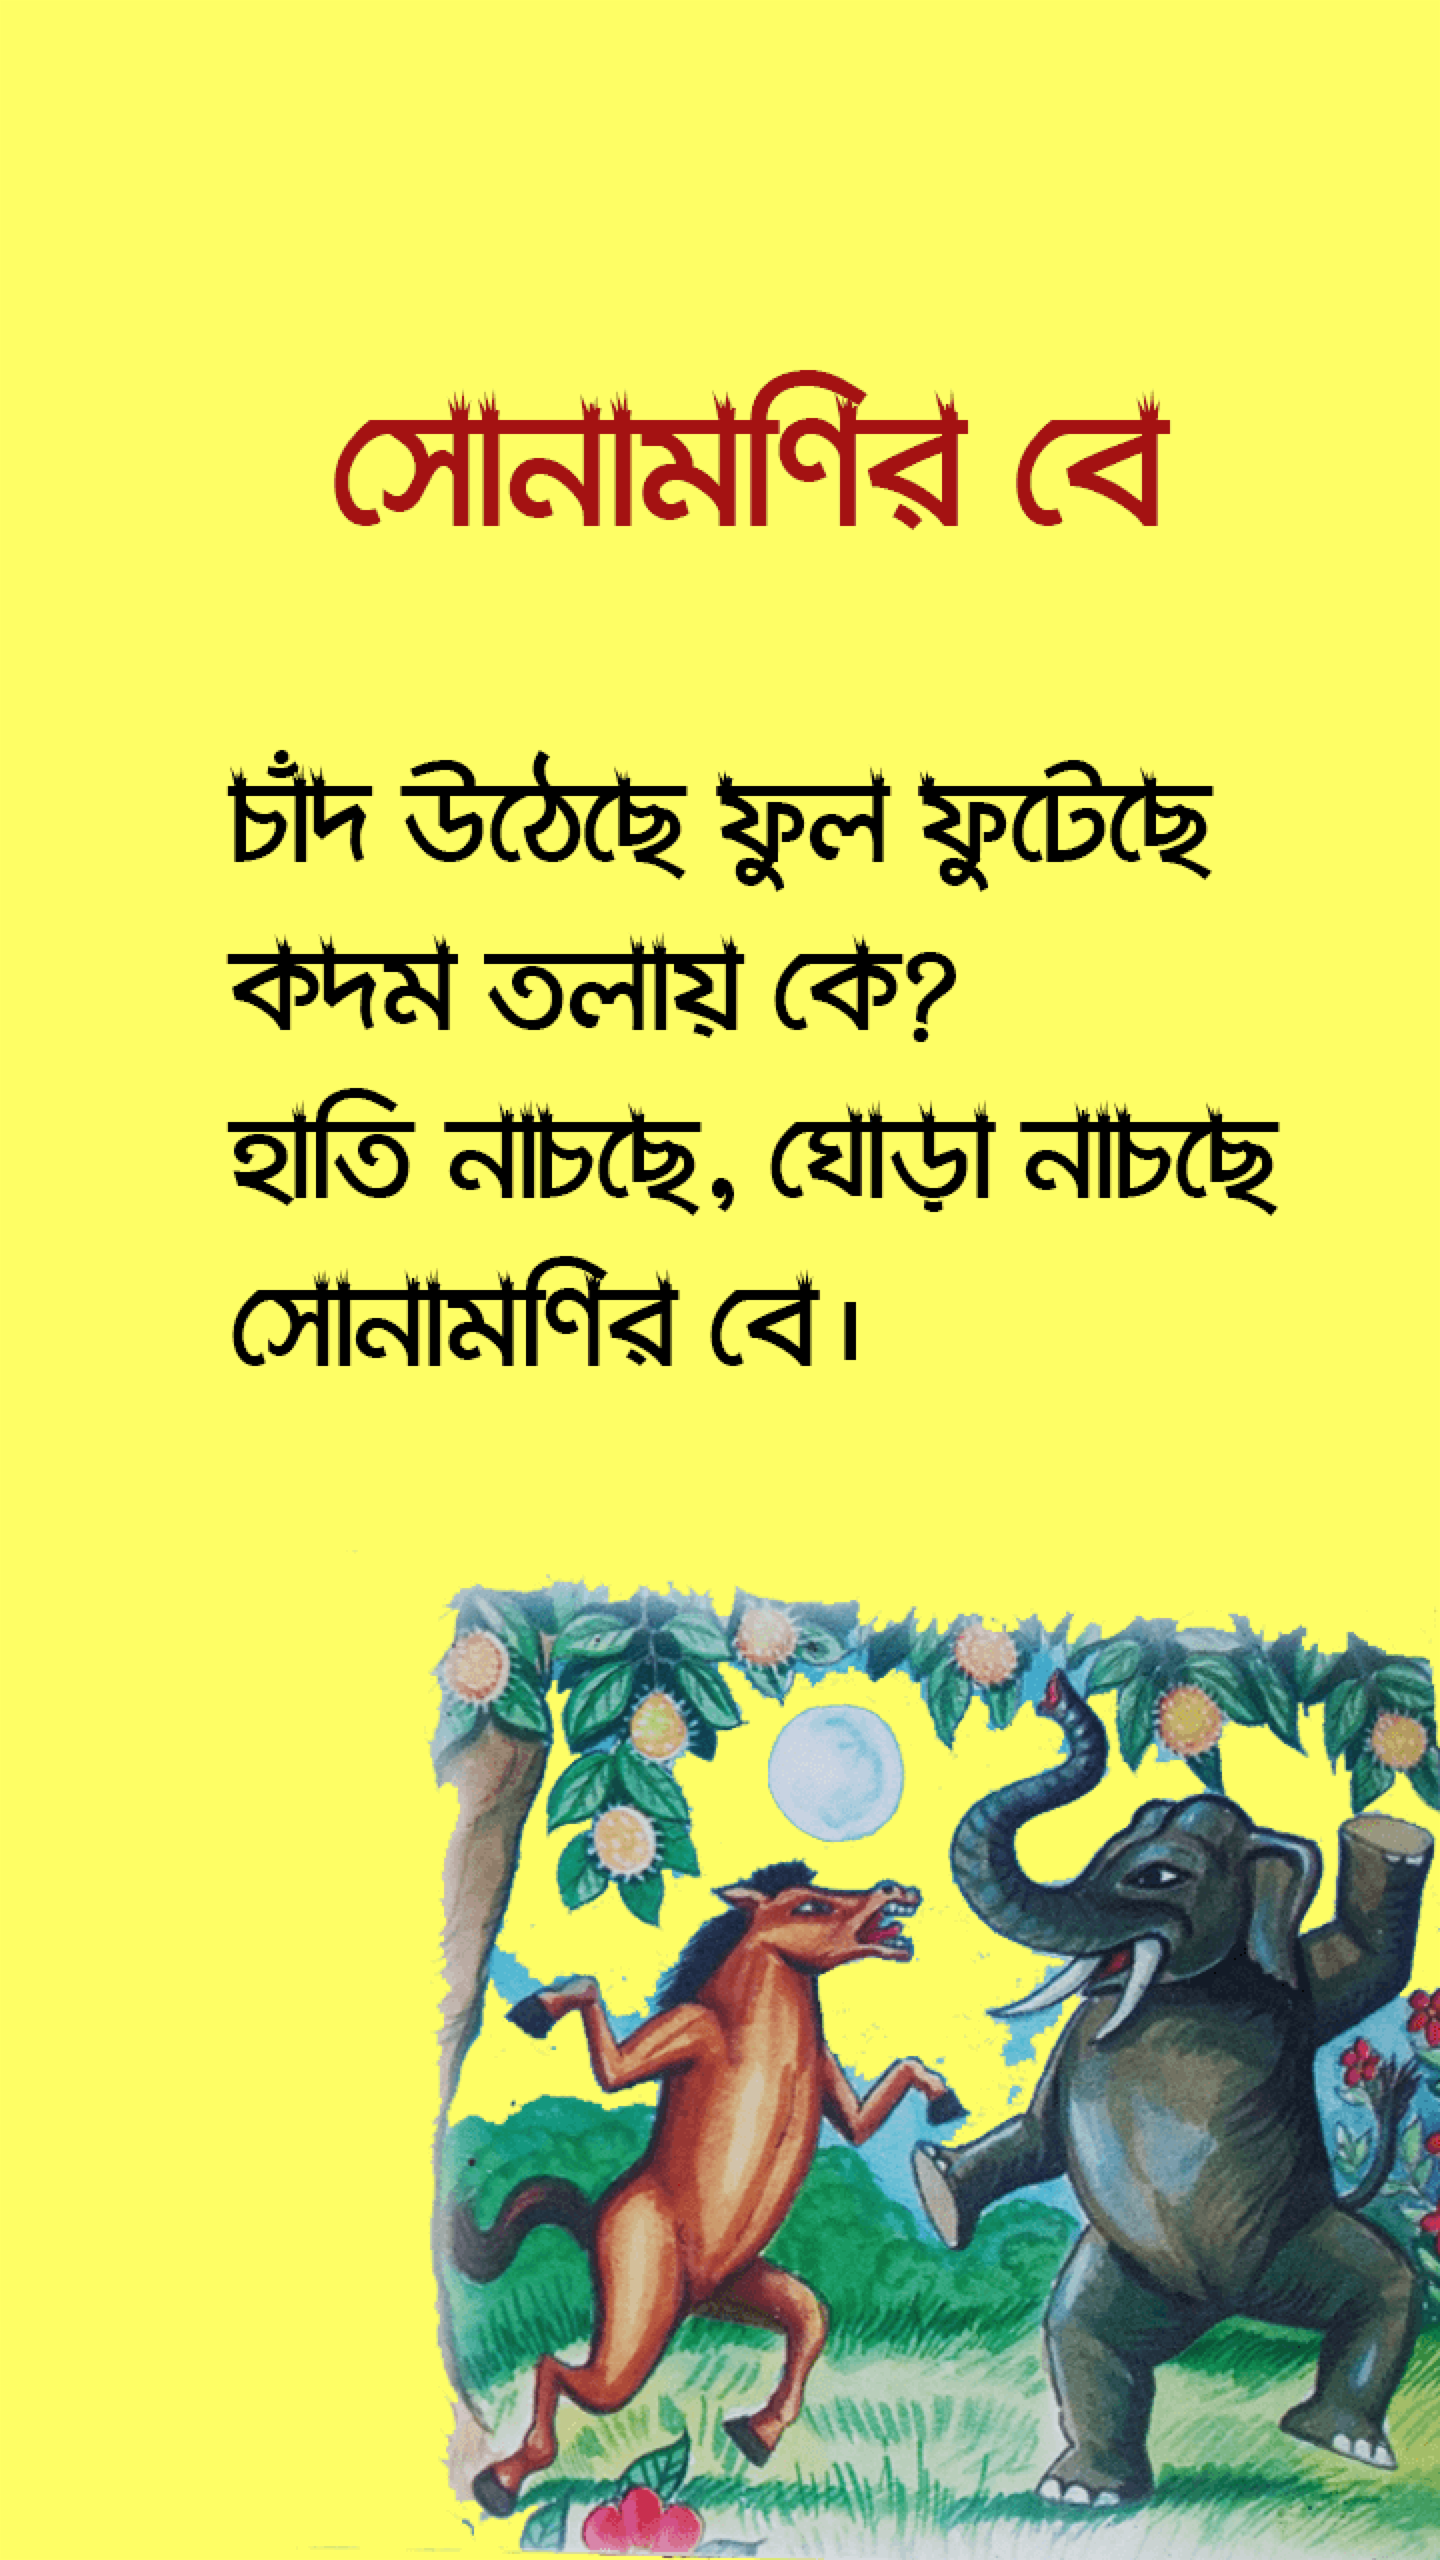 সোনামণির বে
চাঁদ উঠেছে ফুল ফুটেছে
কদম তলায় কে?
হাতি নাচছে, ঘোড়া নাচছে
সোনামণির বে।